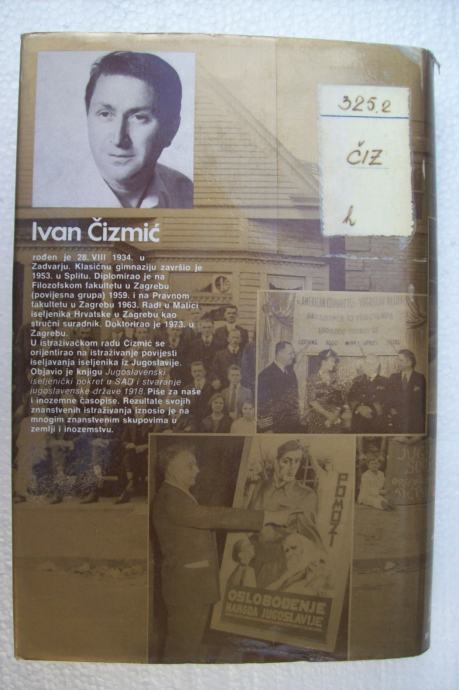 325.2
ČIZ
h
Ivan Čizmić
rođen je 28. VIII 1934. u
Zadvarju. Klasičnu gimnaziju završio je
1953. u Splitu. Diplomirao je na
Filozofskom fakultetu u Zagrebu
(povijesna grupa) 1959. i na Pravnom
fakultetu u Zagrebu 1963. Radi u Matici
iseljenika Hrvatske u Zagrebu kao
stručni suradnik. Doktorirao je 1973. u
Zagrebu.
U istraživačkom radu Čizmić se
orijentirao na istraživanje povijesti
iseljavanja iseljenika iz Jugoslavije.
Objavio je knjigu Jugoslavenski
iseljenički pokret u SAD i stvaranje
jugoslavenske države 1918. Piše za naše
i inozemne časopise. Rezultate svojih
znanstvenih istraživanja iznosio je na
mnogim znanstvenim skupovima u
zemlji i inozemstvu.
AMERICAN COMMITTEE YUGOSLAV RELIEF
POMOZI
OSLOBOĐENJE
NARODA JUGOSLAVIJE